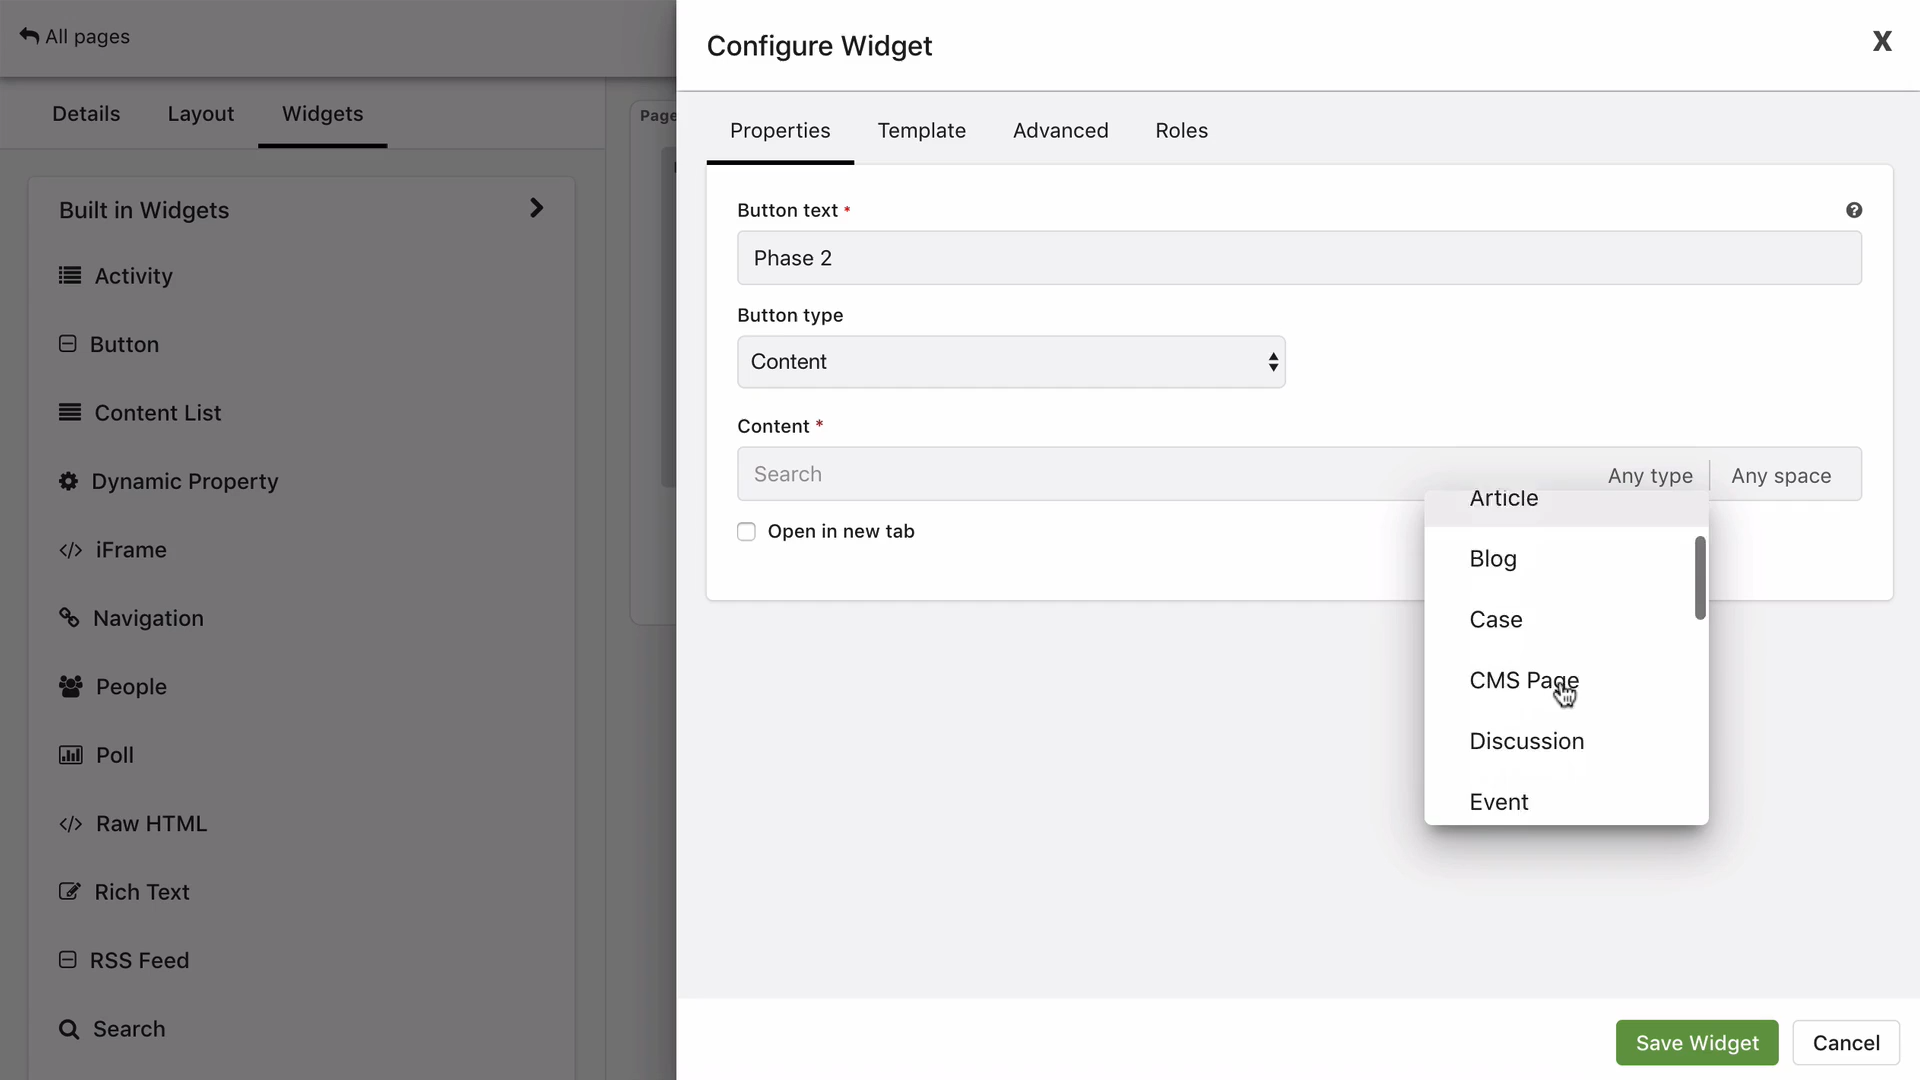 All pages
Details
Layout
Widgets
Built in Widgets
Activity
Button
Content List
Dynamic Property
</> iFrame
Navigation
People
Poll
</> Raw HTML
Rich Text
RSS Feed
Search
Page
Configure Widget
X
Properties
Template
Advanced
Roles
Button text *
?
Phase 2
Button type
Content
Content *
Search
Any type
Any space
Open in new tab
Article
Blog
Case
CMS Page
Discussion
Event
Save Widget
Cancel